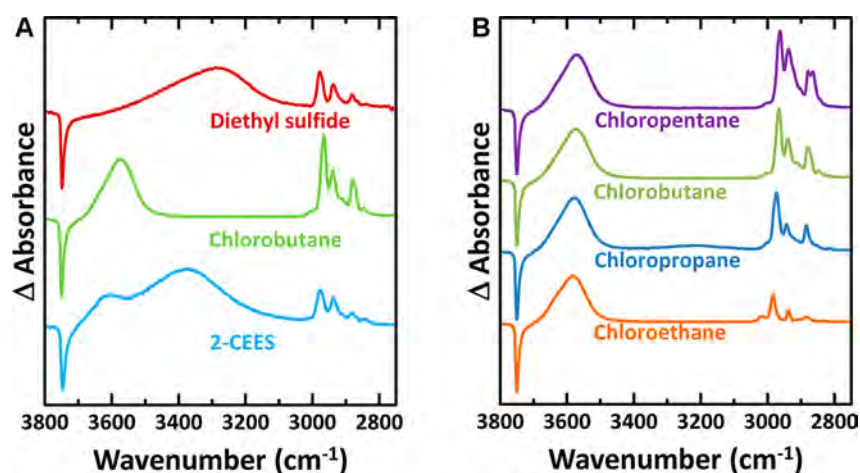 A
Δ Absorbance
Diethyl sulfide
Chlorobutane
2-CEES
3800 3600 3400 3200 3000 2800
Wavenumber (cm⁻¹)
B
Δ Absorbance
Chloropentane
Chlorobutane
Chloropropane
Chloroethane
3800 3600 3400 3200 3000 2800
Wavenumber (cm⁻¹)